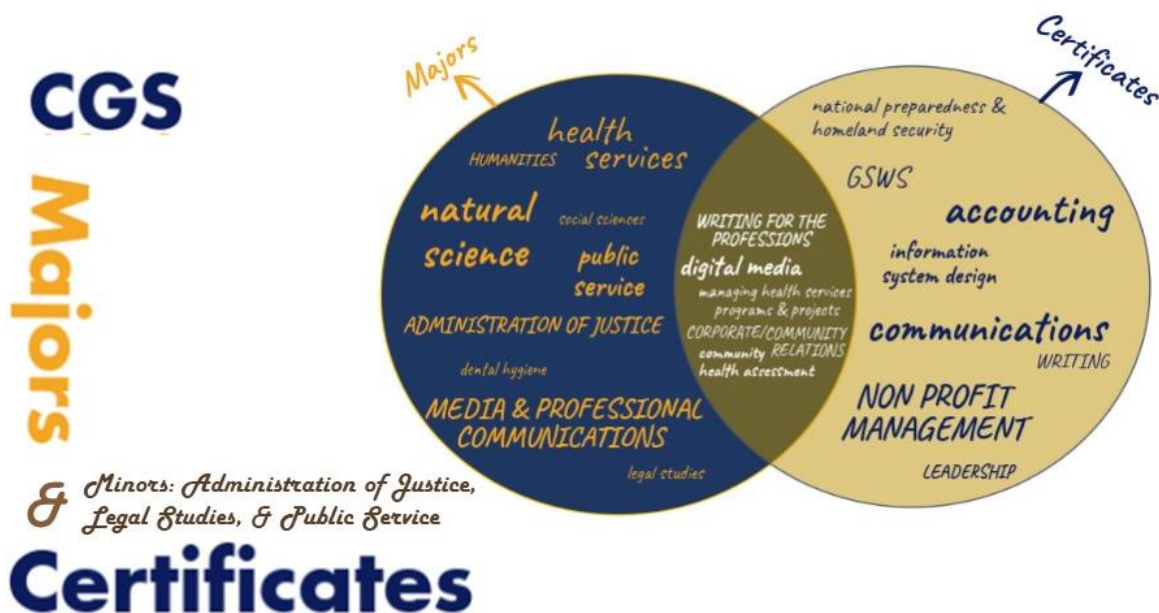 CGS
Majors
& Minors: Administration of Justice,
Legal Studies, & Public Service
Certificates
Majors
health
services
HUMANITIES
natural
science
social sciences
public
service
ADMINISTRATION OF JUSTICE
dental hygiene
MEDIA & PROFESSIONAL
COMMUNICATIONS
legal studies
WRITING FOR THE
PROFESSIONS
digital media
managing health services
programs & projects
CORPORATE/COMMUNITY
RELATIONS
community
health assessment
Certificates
national preparedness &
homeland security
GSWS
accounting
information
system design
communications
WRITING
NON PROFIT
MANAGEMENT
LEADERSHIP